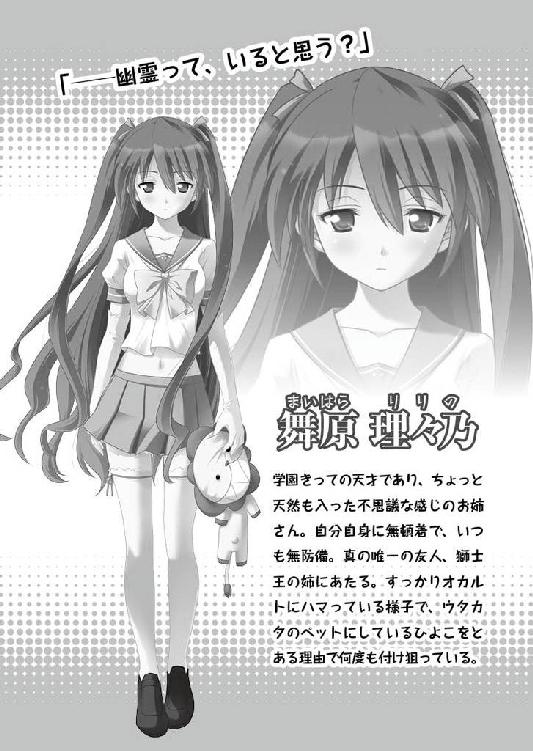 「──幽霊って、いると思う?」
まいはら りりの
舞原 理々乃
学園きっての天才であり、ちょっと
天然も入った不思議な感じのお姉
さん。自分自身に無頓着で、いつ
も無防備。真の唯一の友人、獅士
王の姉にあたる。すっかりオカル
トにハマっている様子で、ウタカ
タのペットにしているひよこをと
ある理由で何度も付け狙っている。